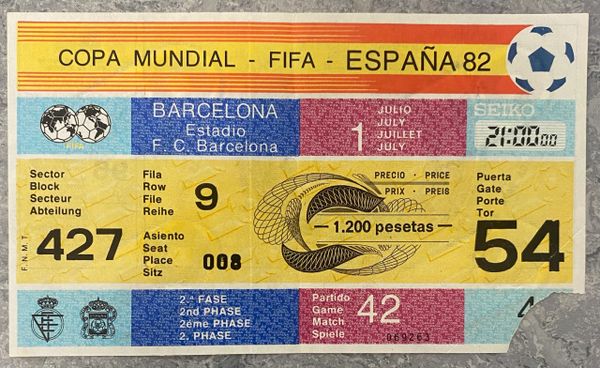 COPA MUNDIAL - FIFA - ESPAÑA 82
FIFA
BARCELONA
Estadio
F. C. Barcelona
1
JULIO
JULY
JUILLET
JULY
SEIKO
21:00 00
Sector
Block
Secteur
Abteilung
427
F.N.M.T.
Fila
Row
File
Reihe
9
Asiento
Seat
Place
Sitz
008
PRECIO - PRICE
PRIX - PREIS
1.200 pesetas
Puerta
Gate
Porte
Tor
54
2.ª FASE
2nd PHASE
2éme PHASE
2. PHASE
Partido
Game
Match
Spiele
42
069263